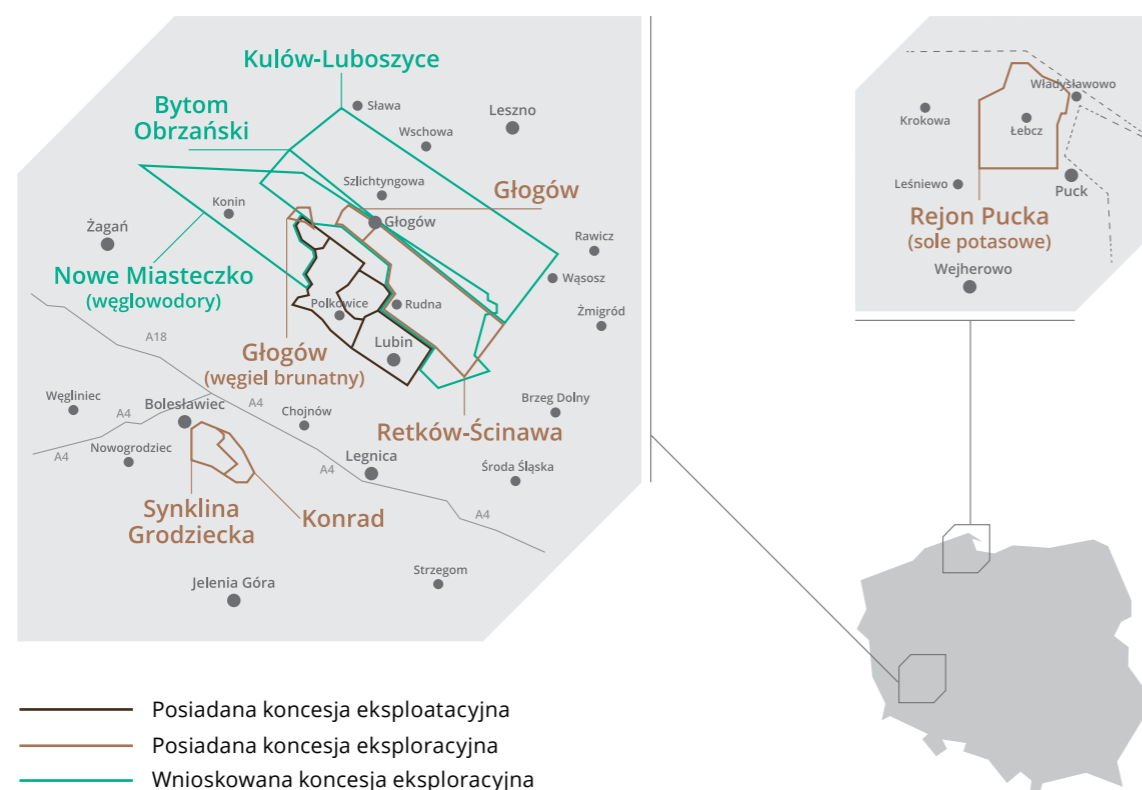 Kulów-Luboszyce
Bytom
Obrzański
Sława
Leszno
Wschowa
Szlichtyngowa
Głogów
Konin
Głogów
Żagań
Rawicz
Nowe Miasteczko
(węglowodory)
Wąsosz
Polkowice
Rudna
Żmigród
A18
Lubin
Głogów
(węgiel brunatny)
Węgliniec
Bolesławiec
A4
A4
Chojnów
Brzeg Dolny
Retków-Ścinawa
Nowogrodziec
A4
Legnica
A4
Środa Śląska
Synklina
Grodziecka
Konrad
A4
Jelenia Góra
Strzegom
Władysławowo
Krokowa
Łebcz
Leśniewo
Puck
Rejon Pucka
(sole potasowe)
Wejherowo
Posiadana koncesja eksploatacyjna
Posiadana koncesja eksploracyjna
Wnioskowana koncesja eksploracyjna